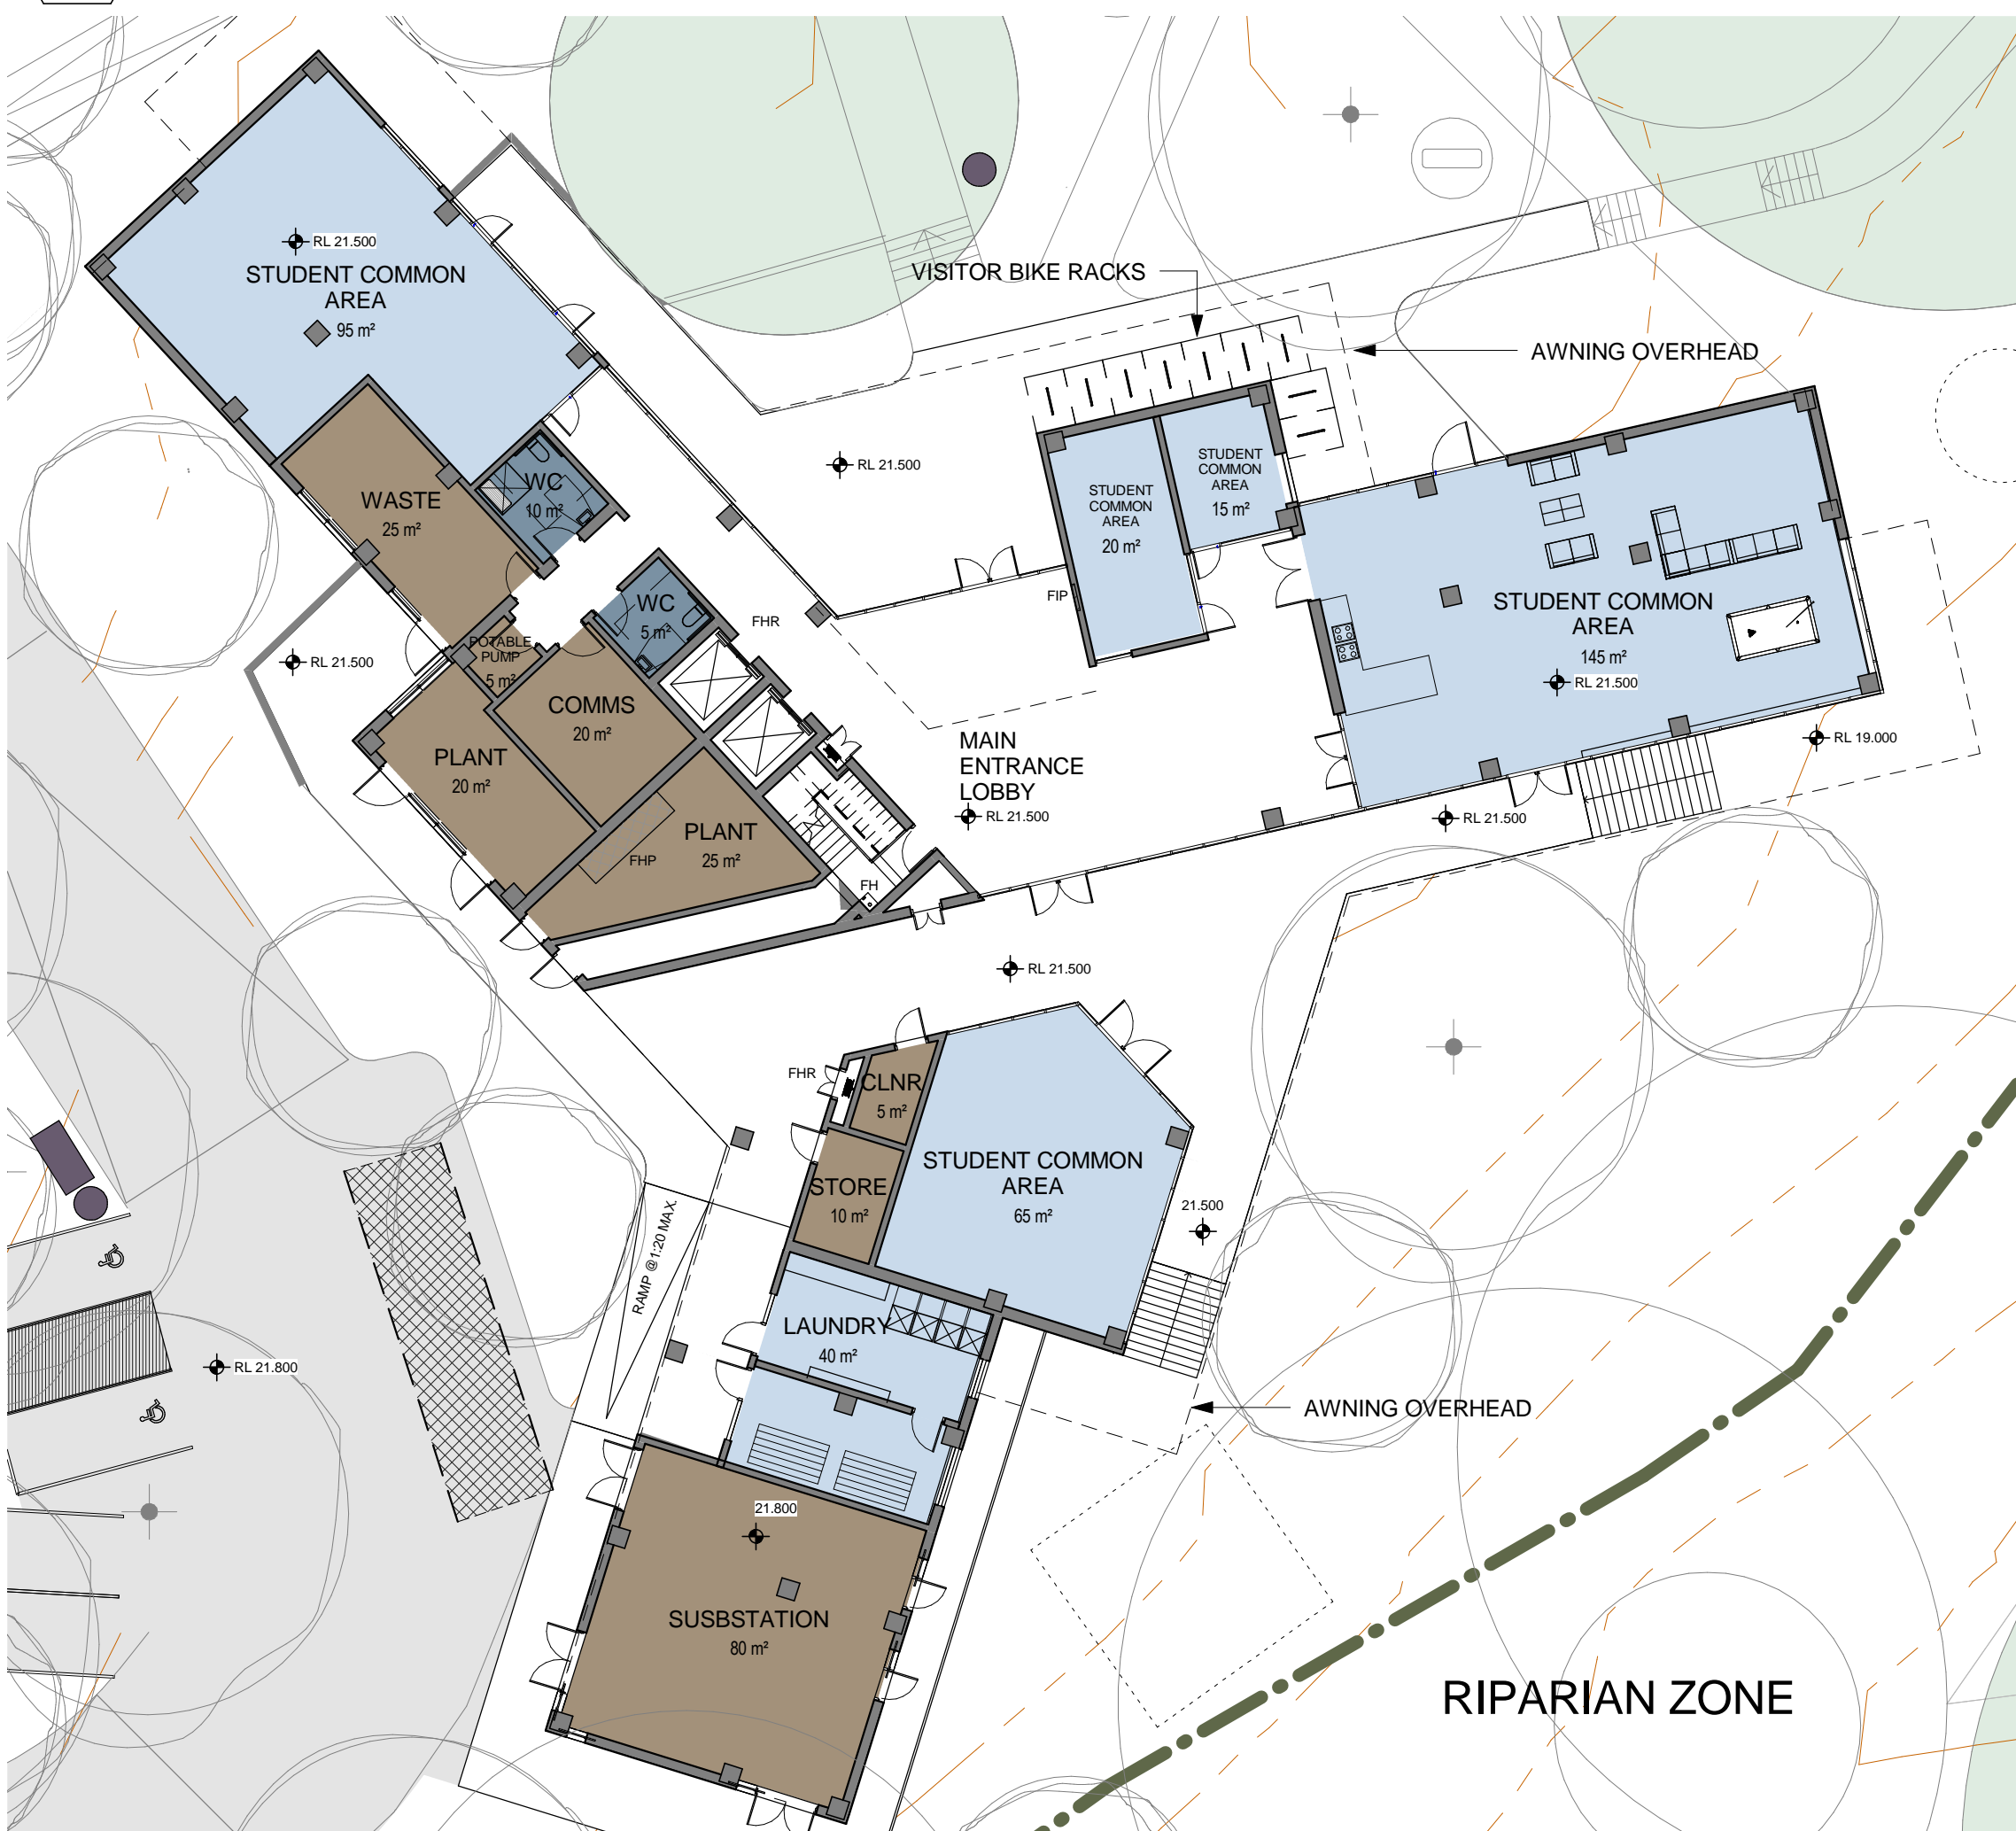 RL 21.500
STUDENT COMMON
AREA
95 m²
VISITOR BIKE RACKS
AWNING OVERHEAD
WASTE
25 m²
WC
10 m²
RL 21.500
STUDENT
COMMON
AREA
15 m²
STUDENT
COMMON
AREA
20 m²
FIP
WC
5 m²
FHR
RL 21.500
POTABLE
PUMP
5 m²
COMMS
20 m²
PLANT
20 m²
STUDENT COMMON
AREA
145 m²
RL 21.500
RL 19.000
MAIN
ENTRANCE
LOBBY
RL 21.500
RL 21.500
PLANT
25 m²
FHP
FH
RL 21.500
FHR
CLNR
5 m²
STUDENT COMMON
AREA
65 m²
STORE
10 m²
21.500
RAMP @1:20 MAX.
LAUNDRY
40 m²
RL 21.800
AWNING OVERHEAD
21.800
SUSBSTATION
80 m²
RIPARIAN ZONE